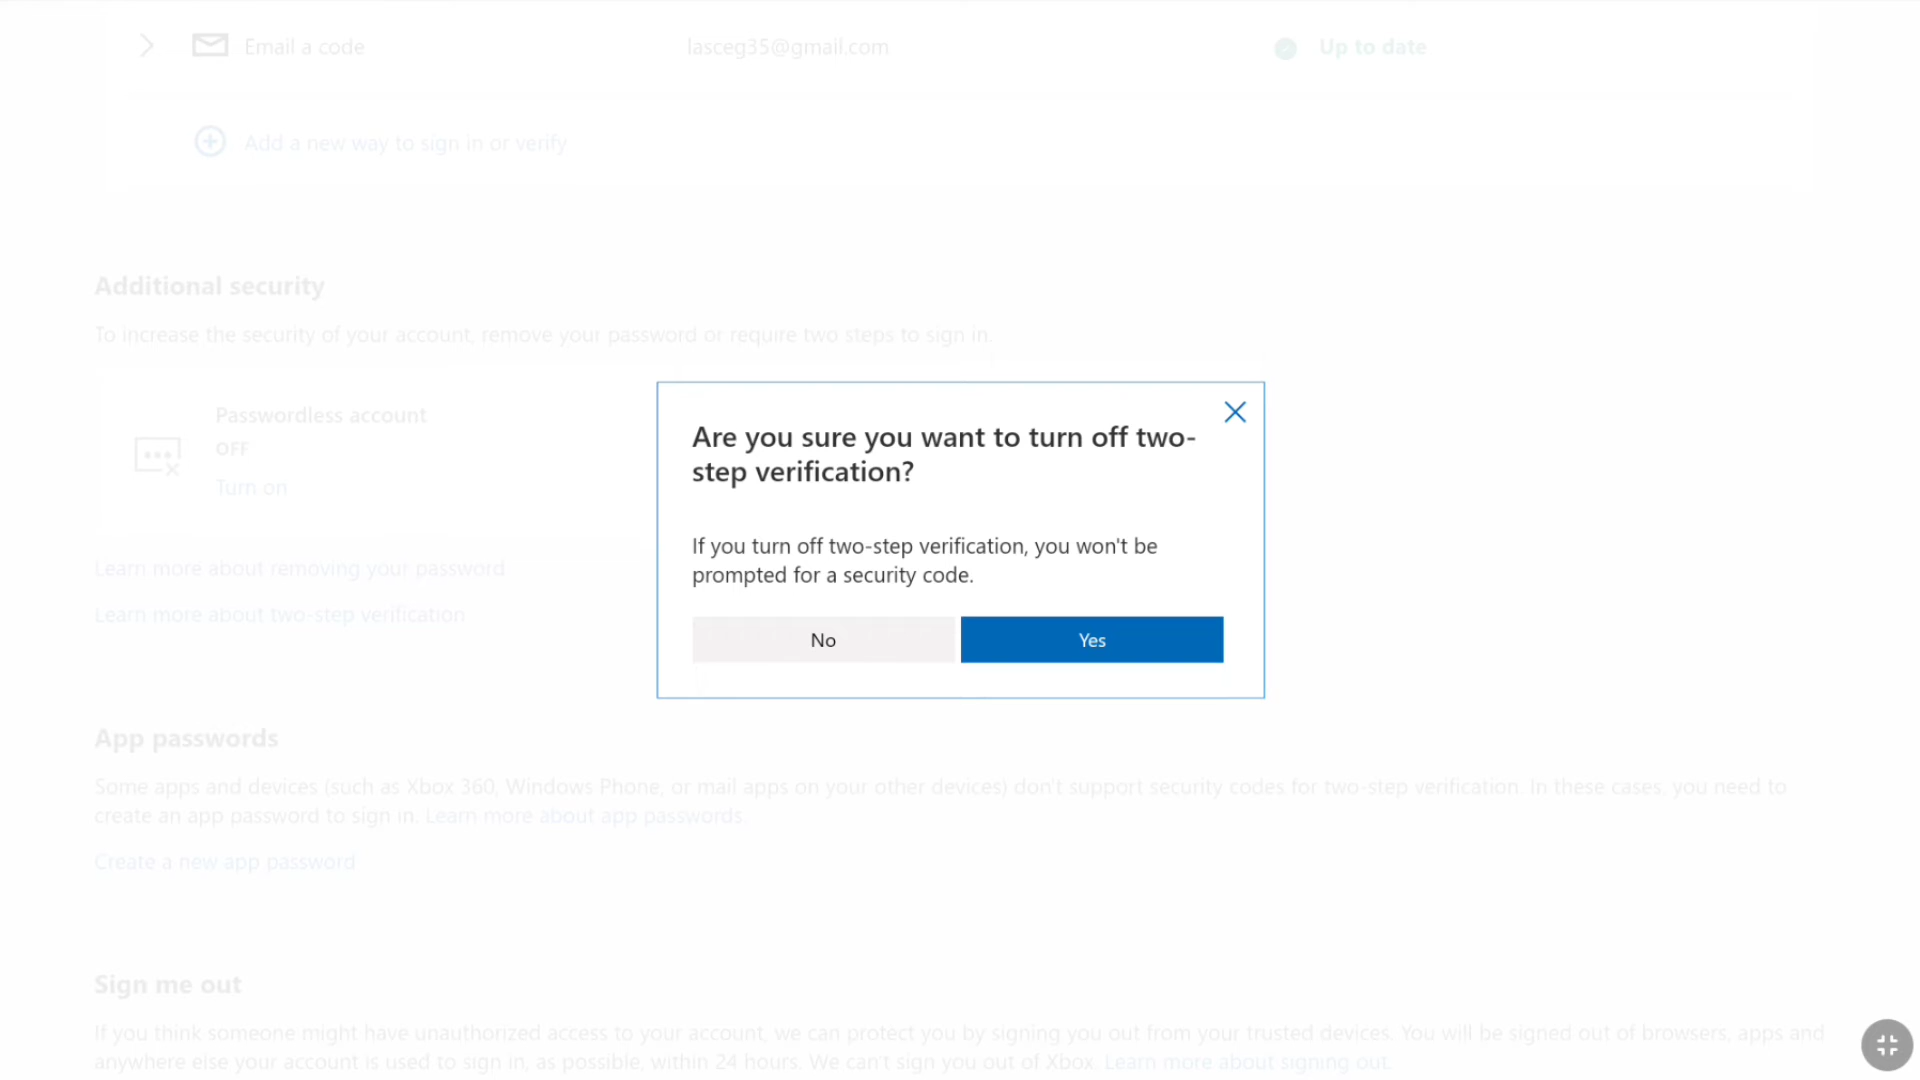 Email a code
lasceg35@gmail.com
Up to date
Add a new way to sign in or verify
Additional security
To increase the security of your account, remove your password or require two steps to sign in.
Passwordless account
OFF
Turn on
Learn more about removing your password
Learn more about two-step verification
Are you sure you want to turn off two-
step verification?
If you turn off two-step verification, you won't be
prompted for a security code.
No
Yes
App passwords
Some apps and devices (such as Xbox 360, Windows Phone, or mail apps on your other devices) don't support security codes for two-step verification. In these cases, you need to
create an app password to sign in. Learn more about app passwords.
Create a new app password
Sign me out
If you think someone might have unauthorized access to your account, we can protect you by signing you out from your trusted devices. You will be signed out of browsers, apps and
anywhere else your account is used to sign in, as possible, within 24 hours. We can't sign you out of Xbox. Learn more about signing out.